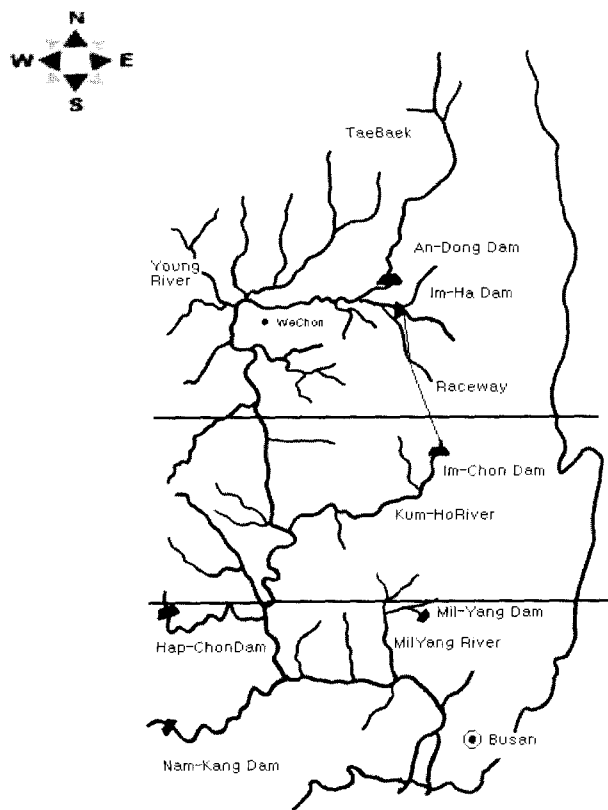 N
W E
S
TaeBaek
An-Dong Dam
Young
River
Im-Ha Dam
WeChon
Raceway
Im-Chon Dam
Kum-HoRiver
Mil-Yang Dam
Hap-ChonDam
MilYang River
Busan
Nam-Kang Dam